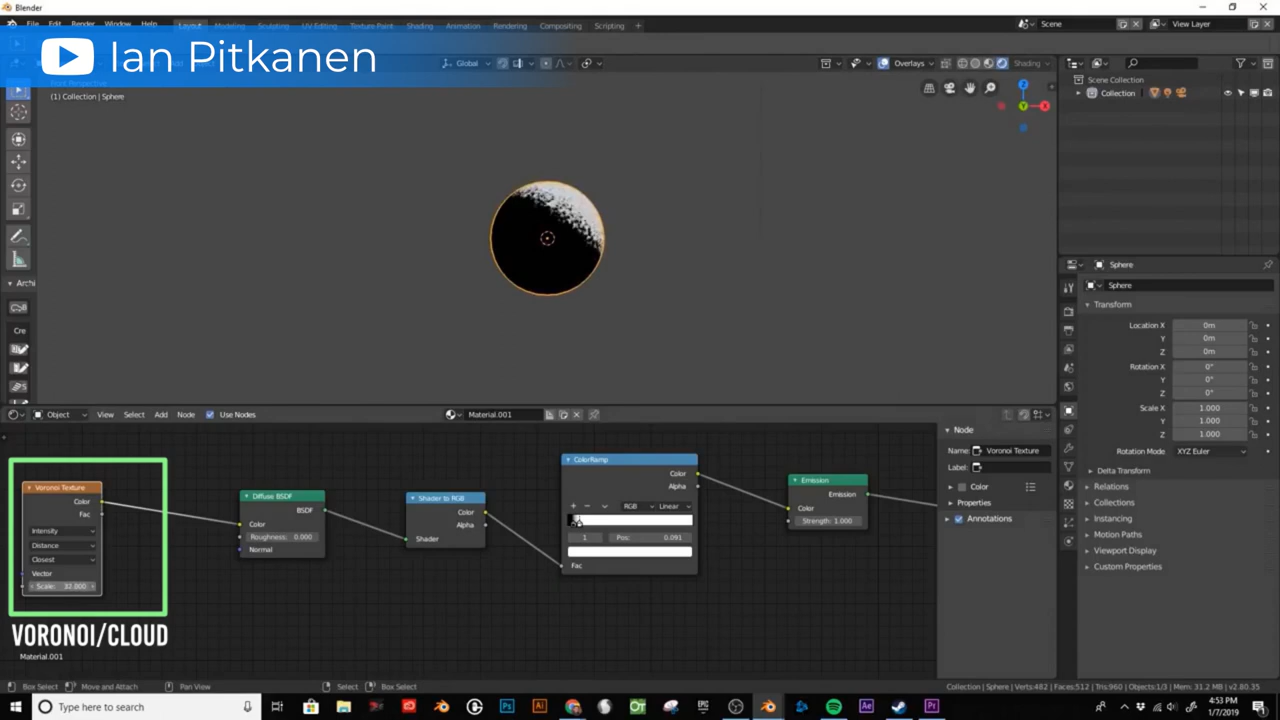 Blender
File Edit Render Window Help Layout Modeling Sculpting UV Editing Texture Paint Shading Animation Rendering Compositing Scripting +
Scene
View Layer
Ian Pitkanen
Global
Overlays
Shading
(1) Collection | Sphere
Scene Collection
Collection
Archi
Cre
Z
Y
X
Sphere
Sphere
Transform
Location X 0m
Y 0m
Z 0m
Rotation X 0°
Y 0°
Z 0°
Scale X 1.000
Y 1.000
Z 1.000
Rotation Mode XYZ Euler
Delta Transform
Relations
Collections
Instancing
Motion Paths
Viewport Display
Custom Properties
Object View Select Add Node Use Nodes
Material.001
Voronoi Texture
Color
Fac
Intensity
Distance
Closest
Vector
Scale: 32.000
VORONOI/CLOUD
Material.001
Diffuse BSDF
BSDF
Color
Roughness: 0.000
Normal
Shader to RGB
Color
Alpha
Shader
ColorRamp
Color
Alpha
RGB Linear
1 Pos: 0.091
Fac
Emission
Emission
Color
Strength: 1.000
Node
Name: Voronoi Texture
Label:
Color
Properties
Annotations
Box Select Move and Attach Pan View Select Box Select
Collection | Sphere | Verts:482 | Faces:512 | Tris:960 | Objects:1/3 | Mem: 31.2 MB | v2.80.35
Type here to search
4:53 PM
1/7/2019